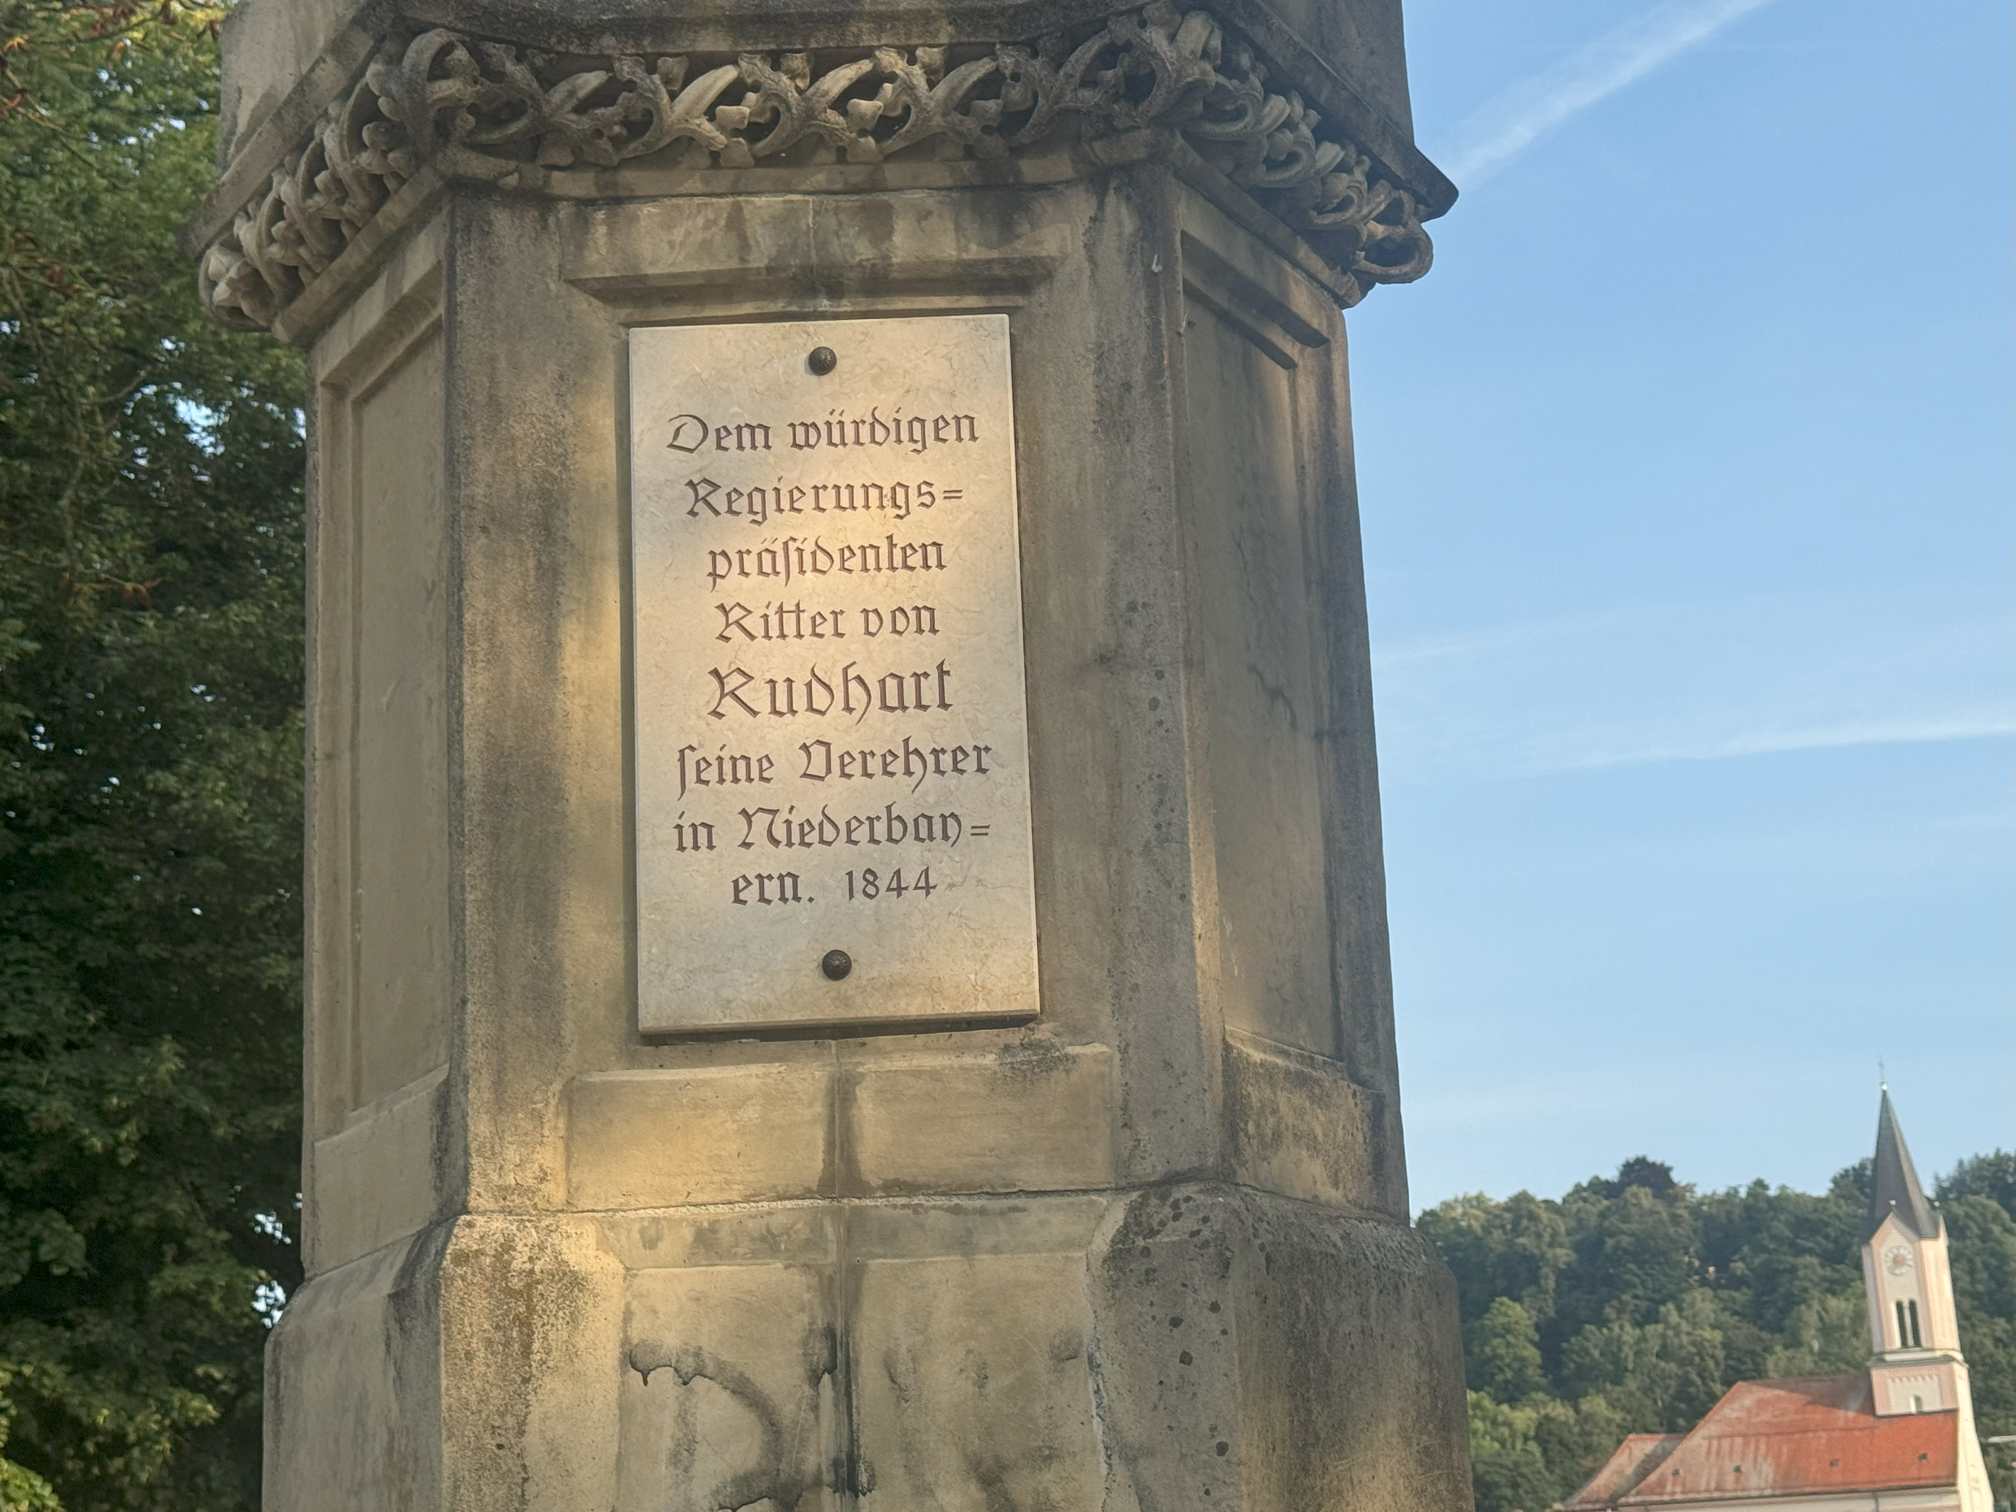 Dem würdigen
Regierungs=
präſidenten
Ritter von
Rudhart
ſeine Verehrer
in Niederbay=
ern. 1844